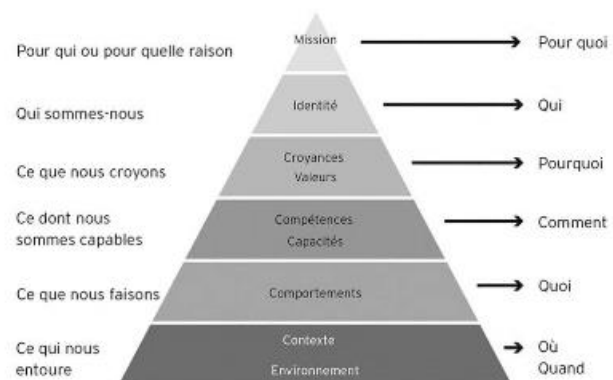 Pour qui ou pour quelle raison
Mission
Pour quoi
Qui sommes-nous
Identité
Qui
Ce que nous croyons
Croyances
Valeurs
Pourquoi
Ce dont nous
sommes capables
Compétences
Capacités
Comment
Ce que nous faisons
Comportements
Quoi
Ce qui nous
entoure
Contexte
Environnement
Où
Quand